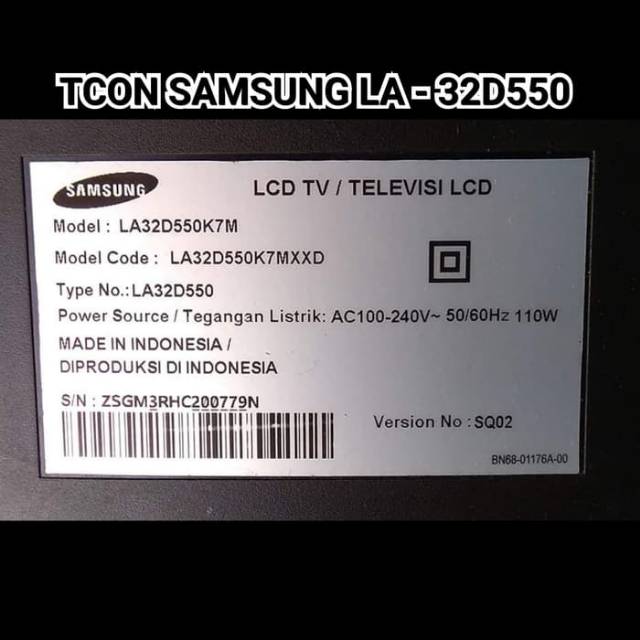 TCON SAMSUNG LA - 32D550
SAMSUNG
LCD TV / TELEVISI LCD
Model : LA32D550K7M
Model Code : LA32D550K7MXXD
Type No.:LA32D550
Power Source / Tegangan Listrik: AC100-240V~ 50/60Hz 110W
MADE IN INDONESIA /
DIPRODUKSI DI INDONESIA
S/N : ZSGM3RHC200779N
Version No : SQ02
BN68-01176A-00